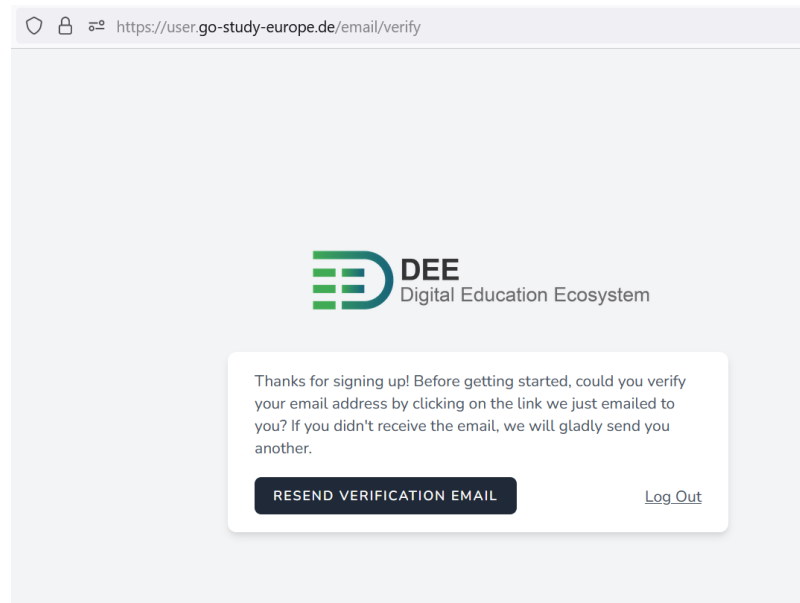 https://user.go-study-europe.de/email/verify
DEE
Digital Education Ecosystem
Thanks for signing up! Before getting started, could you verify
your email address by clicking on the link we just emailed to
you? If you didn't receive the email, we will gladly send you
another.
RESEND VERIFICATION EMAIL
Log Out